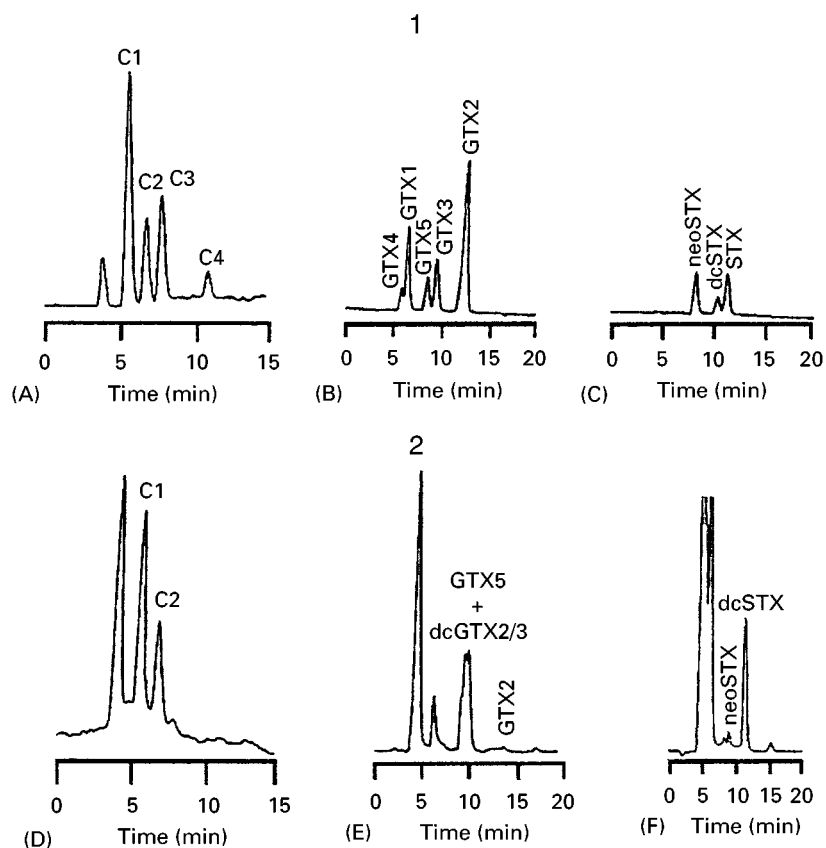 1
C1
C2
C3
C4
0 5 10 15
(A) Time (min)
GTX4
GTX1
GTX5
GTX3
GTX2
0 5 10 15 20
(B) Time (min)
neoSTX
dcSTX
STX
0 5 10 15 20
(C) Time (min)
2
C1
C2
0 5 10 15
(D) Time (min)
GTX5
+
dcGTX2/3
GTX2
0 5 10 15 20
(E) Time (min)
neoSTX
dcSTX
0 5 10 15 20
(F) Time (min)